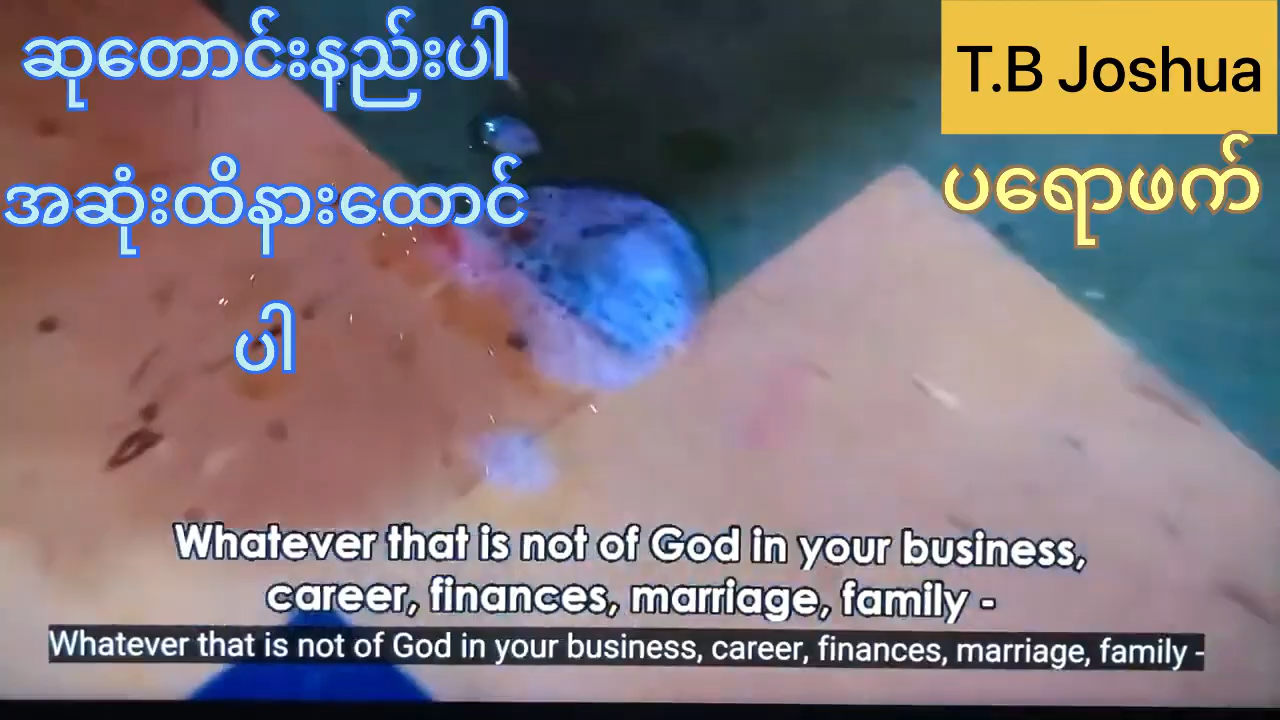 ဆုတောင်းနည်းပါ
အဆုံးထိနားထောင်
ပါ
T.B Joshua
ပရောဖက်
Whatever that is not of God in your business,
career, finances, marriage, family -
Whatever that is not of God in your business, career, finances, marriage, family -